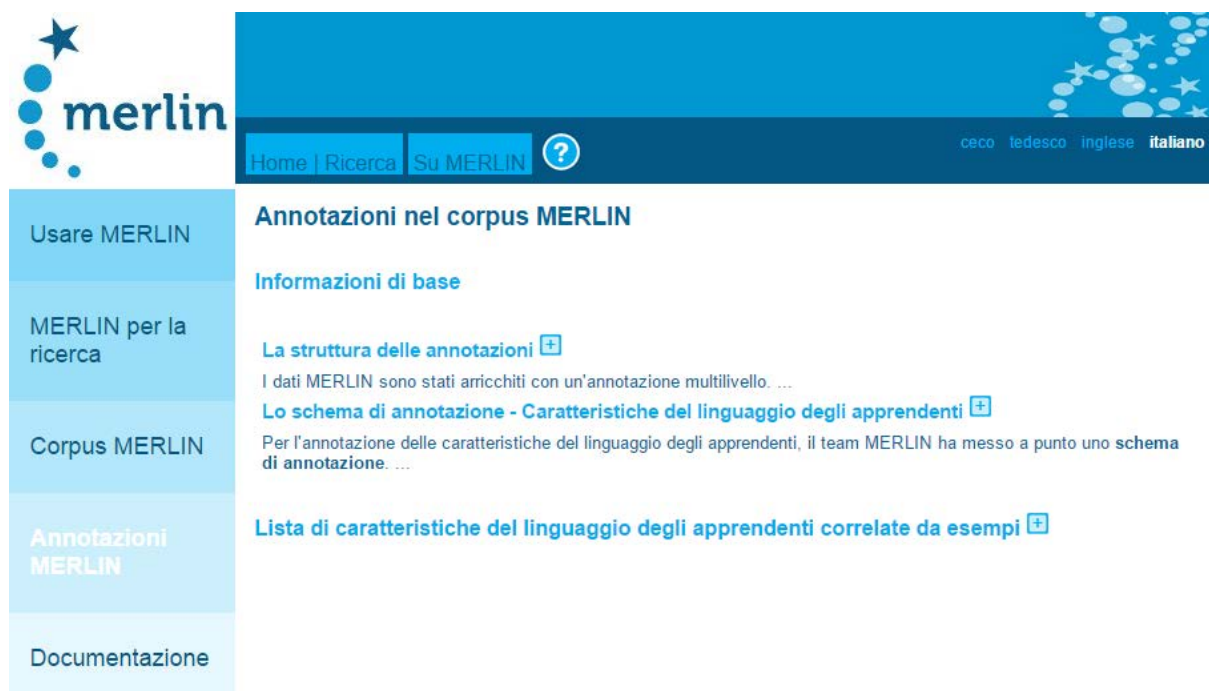 merlin
Home | Ricerca
Su MERLIN
?
ceco tedesco inglese italiano
Usare MERLIN
MERLIN per la
ricerca
Corpus MERLIN
Annotazioni
MERLIN
Documentazione
Annotazioni nel corpus MERLIN
Informazioni di base
La struttura delle annotazioni +
I dati MERLIN sono stati arricchiti con un'annotazione multilivello. ...
Lo schema di annotazione - Caratteristiche del linguaggio degli apprendenti +
Per l'annotazione delle caratteristiche del linguaggio degli apprendenti, il team MERLIN ha messo a punto uno schema
di annotazione. ...
Lista di caratteristiche del linguaggio degli apprendenti correlate da esempi +